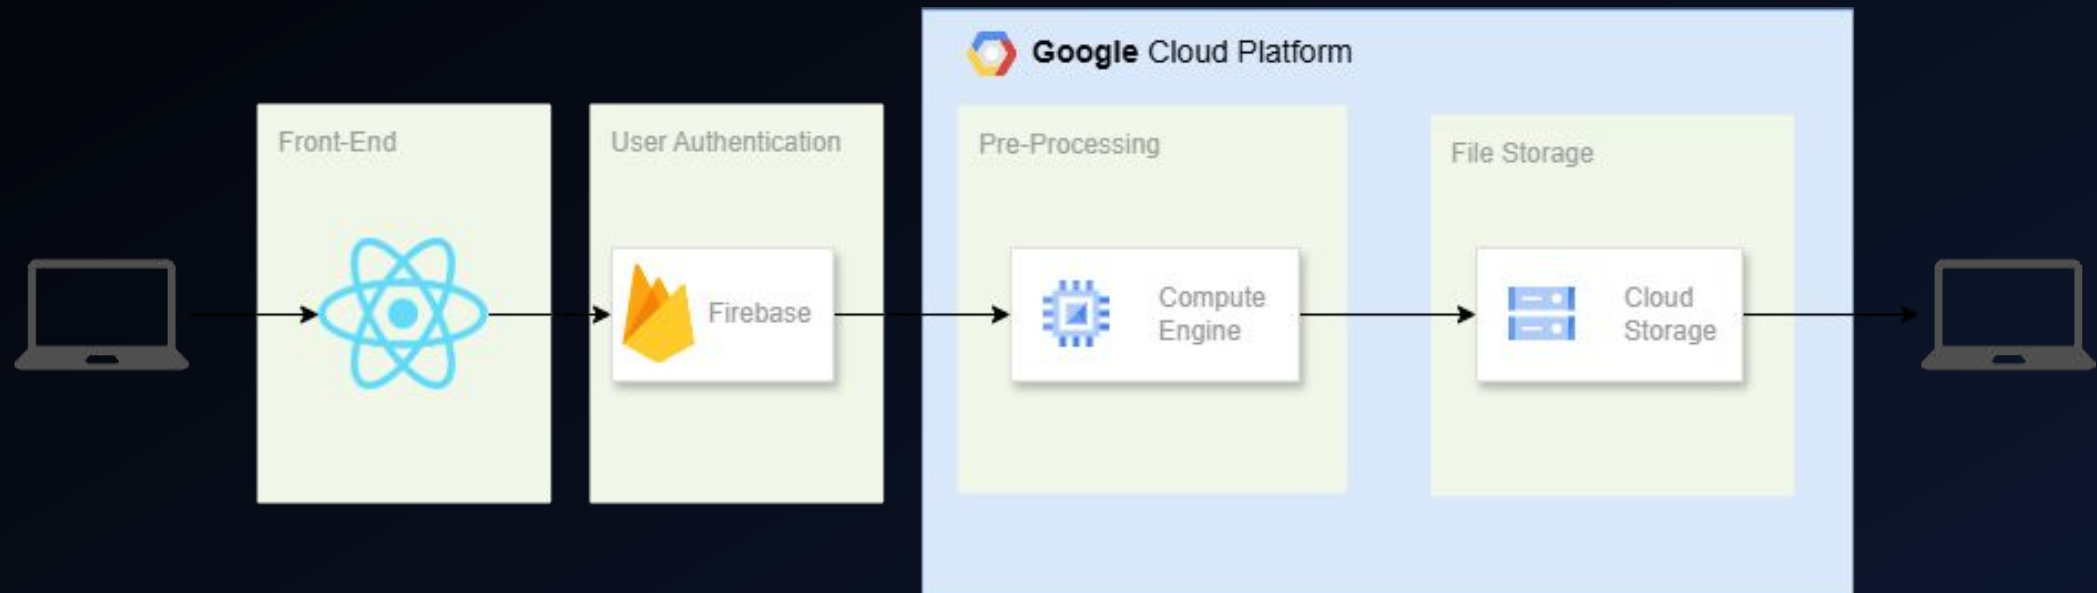 Google Cloud Platform
Front-End
User Authentication
Pre-Processing
File Storage
Firebase
Compute
Engine
Cloud
Storage